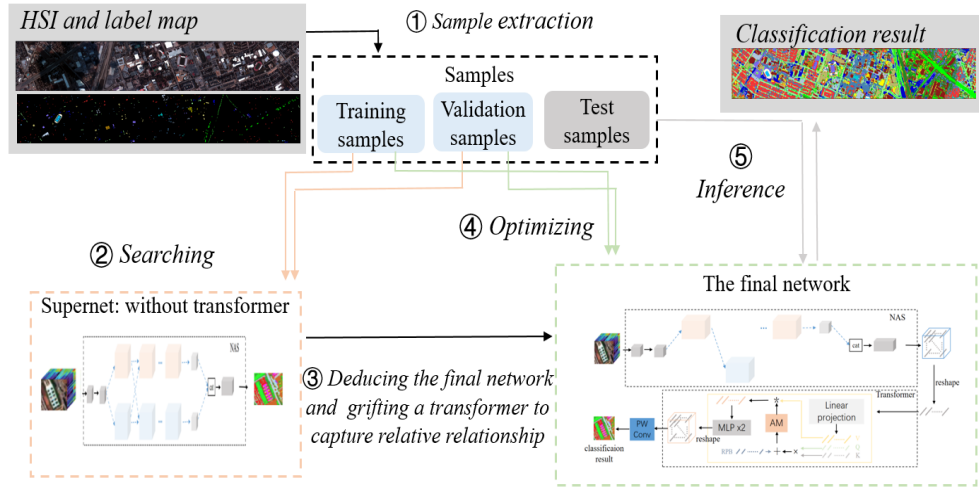 HSI and label map
① Sample extraction
Classification result
Samples
Training
samples
Validation
samples
Test
samples
⑤
Inference
④ Optimizing
② Searching
Supernet: without transformer
NAS
③ Deducing the final network
and grifting a transformer to
capture relative relationship
The final network
NAS
cat
reshape
Transformer
Linear
projection
*
AM
MLP x2
reshape
PW
Conv
classificaion
result
RPB
+
×
V
Q
K